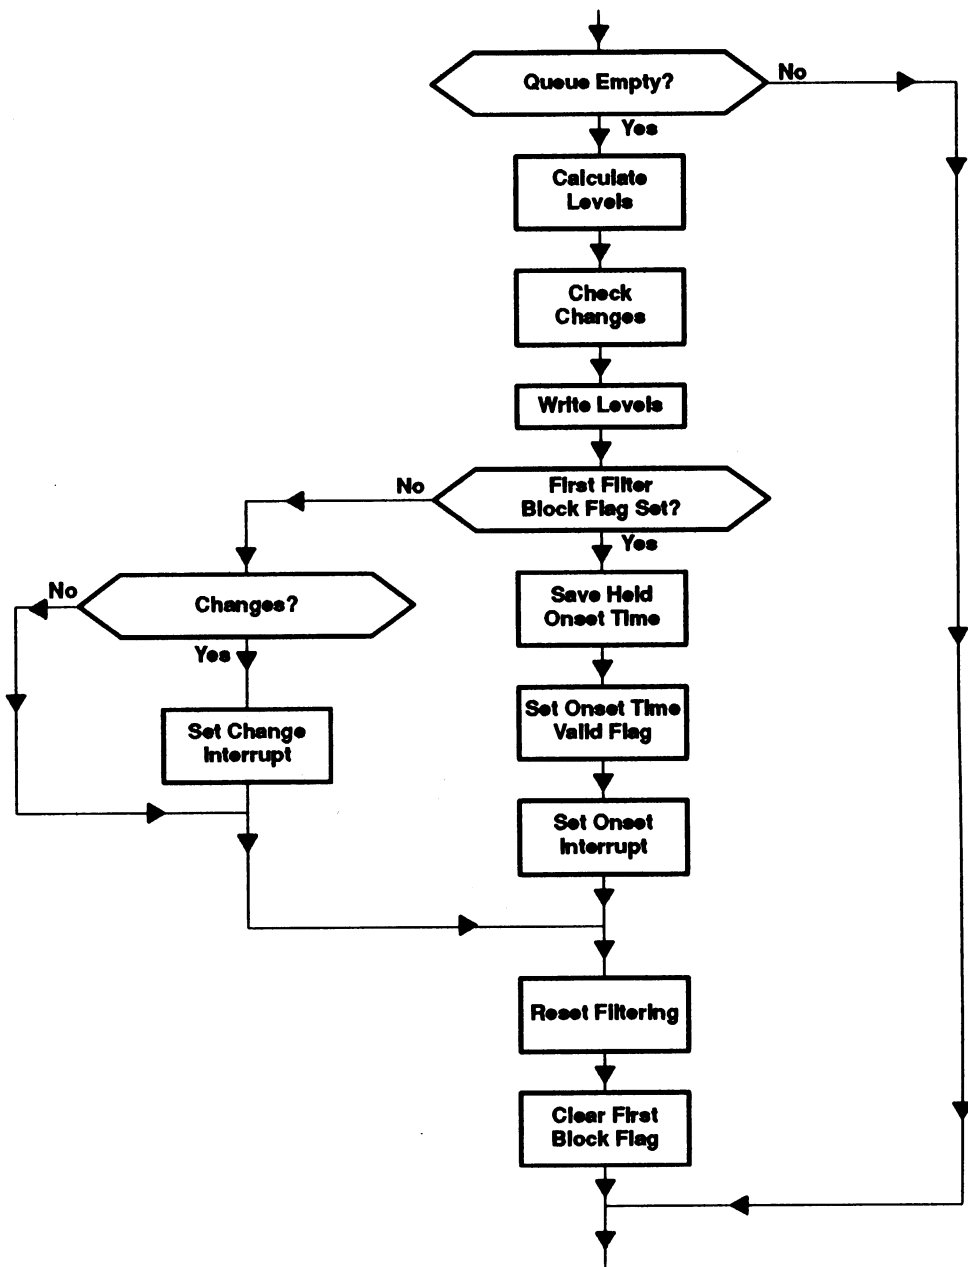 Queue Empty?
No
Yes
Calculate
Levels
Check
Changes
Write Levels
First Filter
Block Flag Set?
No
Yes
Changes?
No
Yes
Save Held
Onset Time
Set Onset Time
Valid Flag
Set Change
Interrupt
Set Onset
Interrupt
Reset Filtering
Clear First
Block Flag